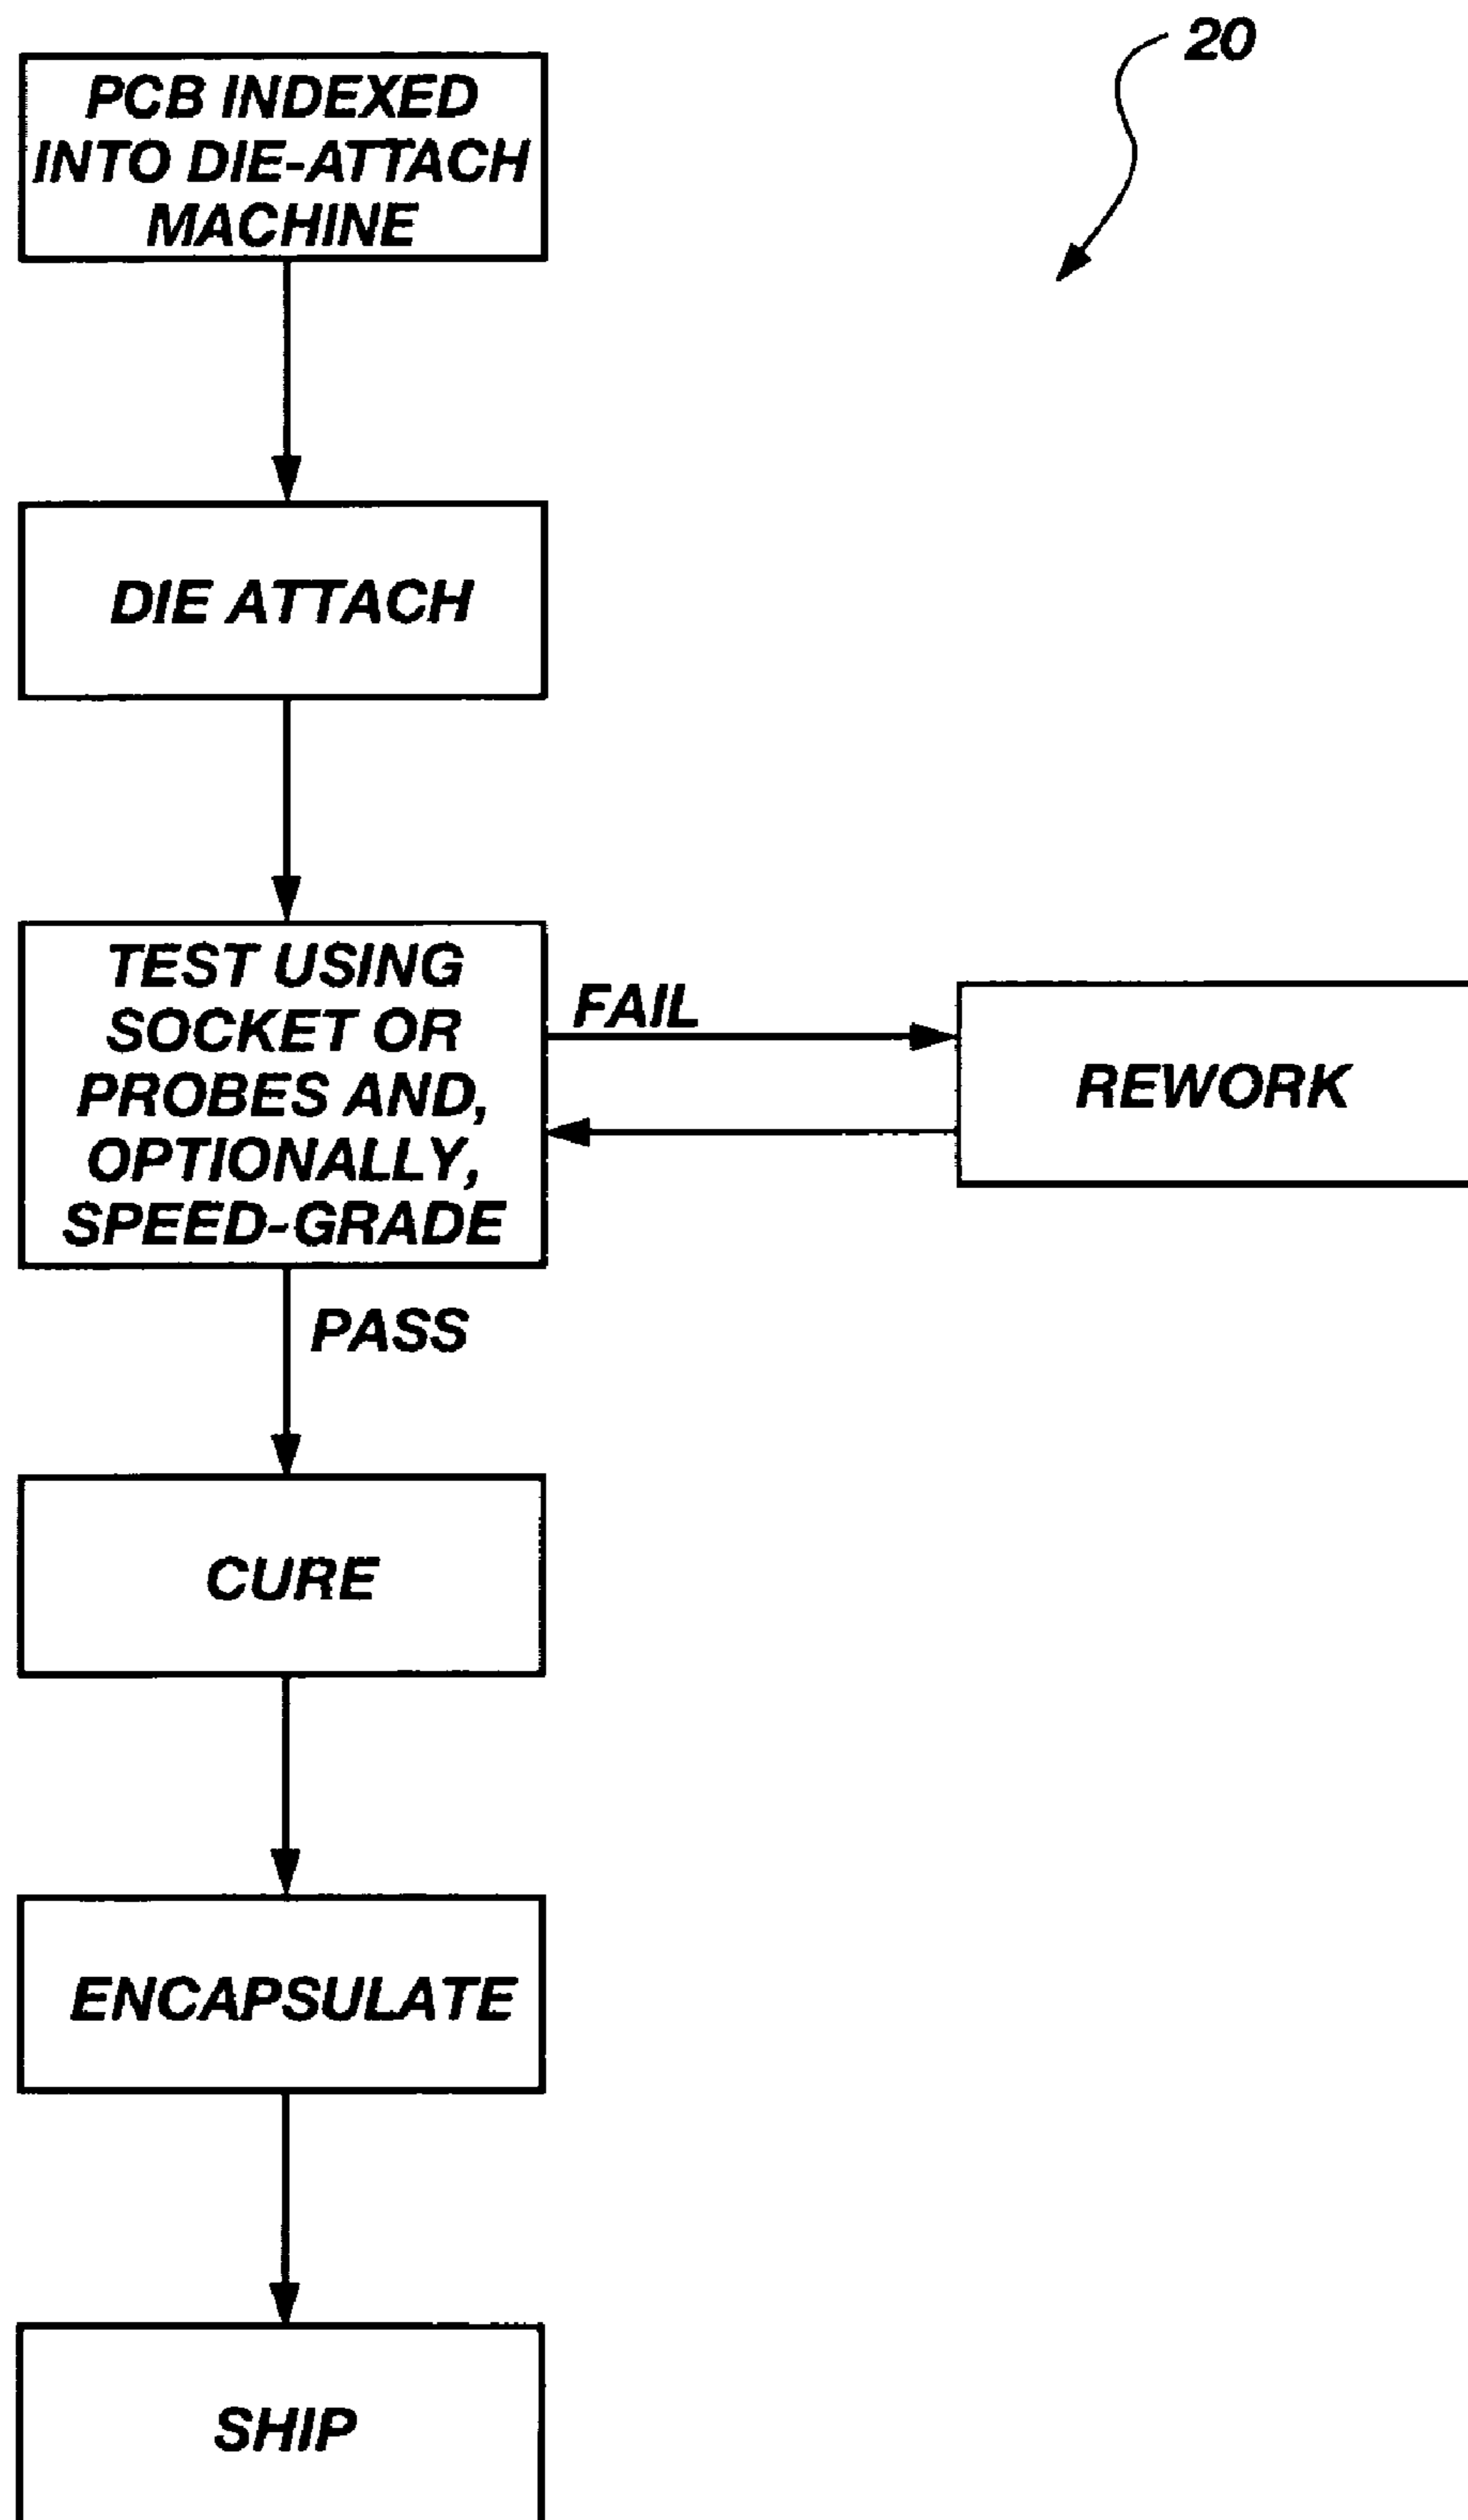 20
PCB INDEXED
INTO DIE-ATTACH
MACHINE
DIE ATTACH
TEST USING
SOCKET OR
PROBES AND,
OPTIONALLY,
SPEED-GRADE
FAIL
REWORK
PASS
CURE
ENCAPSULATE
SHIP